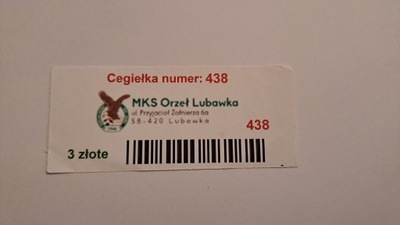 Cegiełka numer: 438
MKS Orzeł Lubawka
ul. Przyjaciół Żołnierza 6a
58-420 Lubawka
438
3 złote